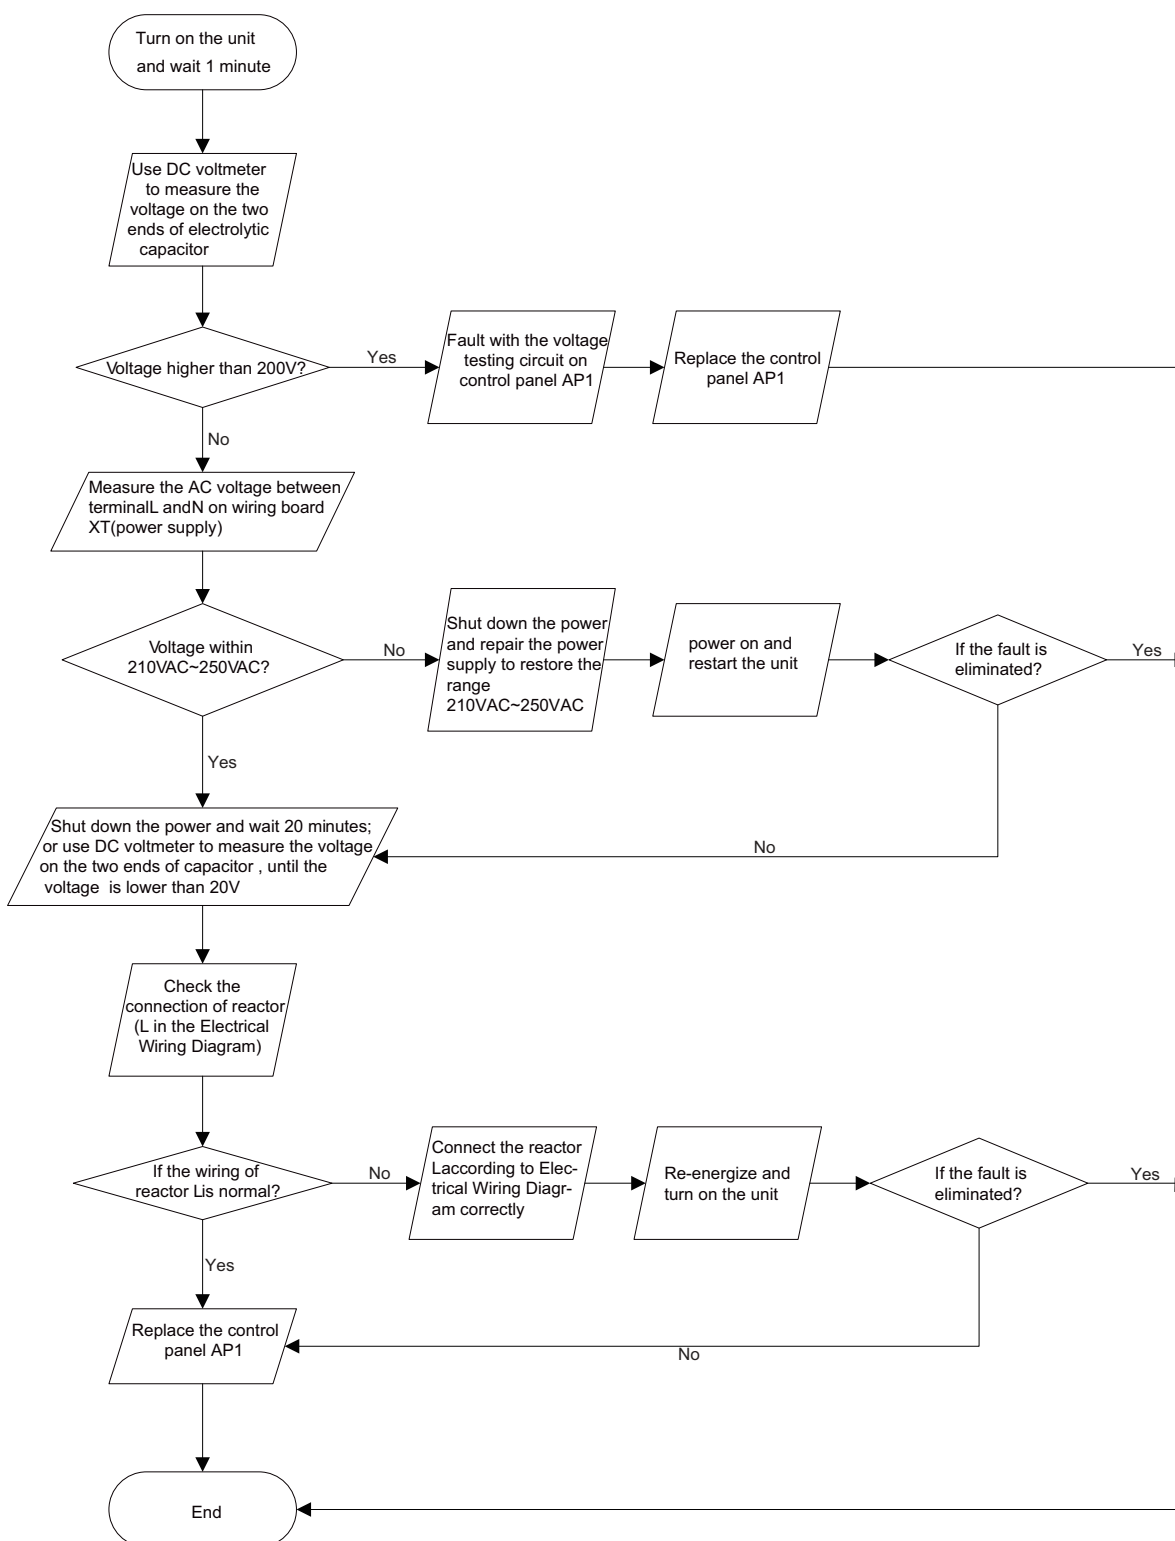 Turn on the unit
and wait 1 minute
Use DC voltmeter
to measure the
voltage on the two
ends of electrolytic
capacitor
Voltage higher than 200V?
Yes
Fault with the voltage
testing circuit on
control panel AP1
Replace the control
panel AP1
No
Measure the AC voltage between
terminalL andN on wiring board
XT(power supply)
Voltage within
210VAC~250VAC?
No
Shut down the power
and repair the power
supply to restore the
range
210VAC~250VAC
power on and
restart the unit
If the fault is
eliminated?
Yes
Yes
Shut down the power and wait 20 minutes;
or use DC voltmeter to measure the voltage
on the two ends of capacitor , until the
voltage is lower than 20V
No
Check the
connection of reactor
(L in the Electrical
Wiring Diagram)
If the wiring of
reactor Lis normal?
No
Connect the reactor
Laccording to Elec-
trical Wiring Diagr-
am correctly
Re-energize and
turn on the unit
If the fault is
eliminated?
Yes
Yes
Replace the control
panel AP1
No
End